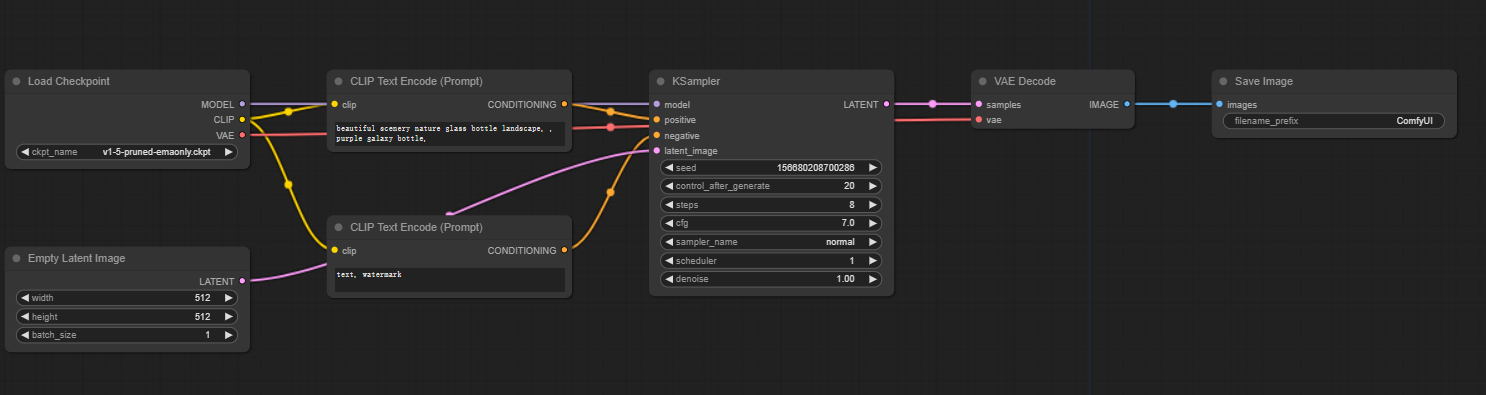 Load Checkpoint
MODEL
CLIP
VAE
ckpt_name v1-5-pruned-emaonly.ckpt
Empty Latent Image
LATENT
width 512
height 512
batch_size 1
CLIP Text Encode (Prompt)
clip CONDITIONING
beautiful scenery nature glass bottle landscape, ,
purple galaxy bottle,
CLIP Text Encode (Prompt)
clip CONDITIONING
text, watermark
KSampler
model LATENT
positive
negative
latent_image
seed 156680208700286
control_after_generate 20
steps 8
cfg 7.0
sampler_name normal
scheduler 1
denoise 1.00
VAE Decode
samples IMAGE
vae
Save Image
images
filename_prefix ComfyUI